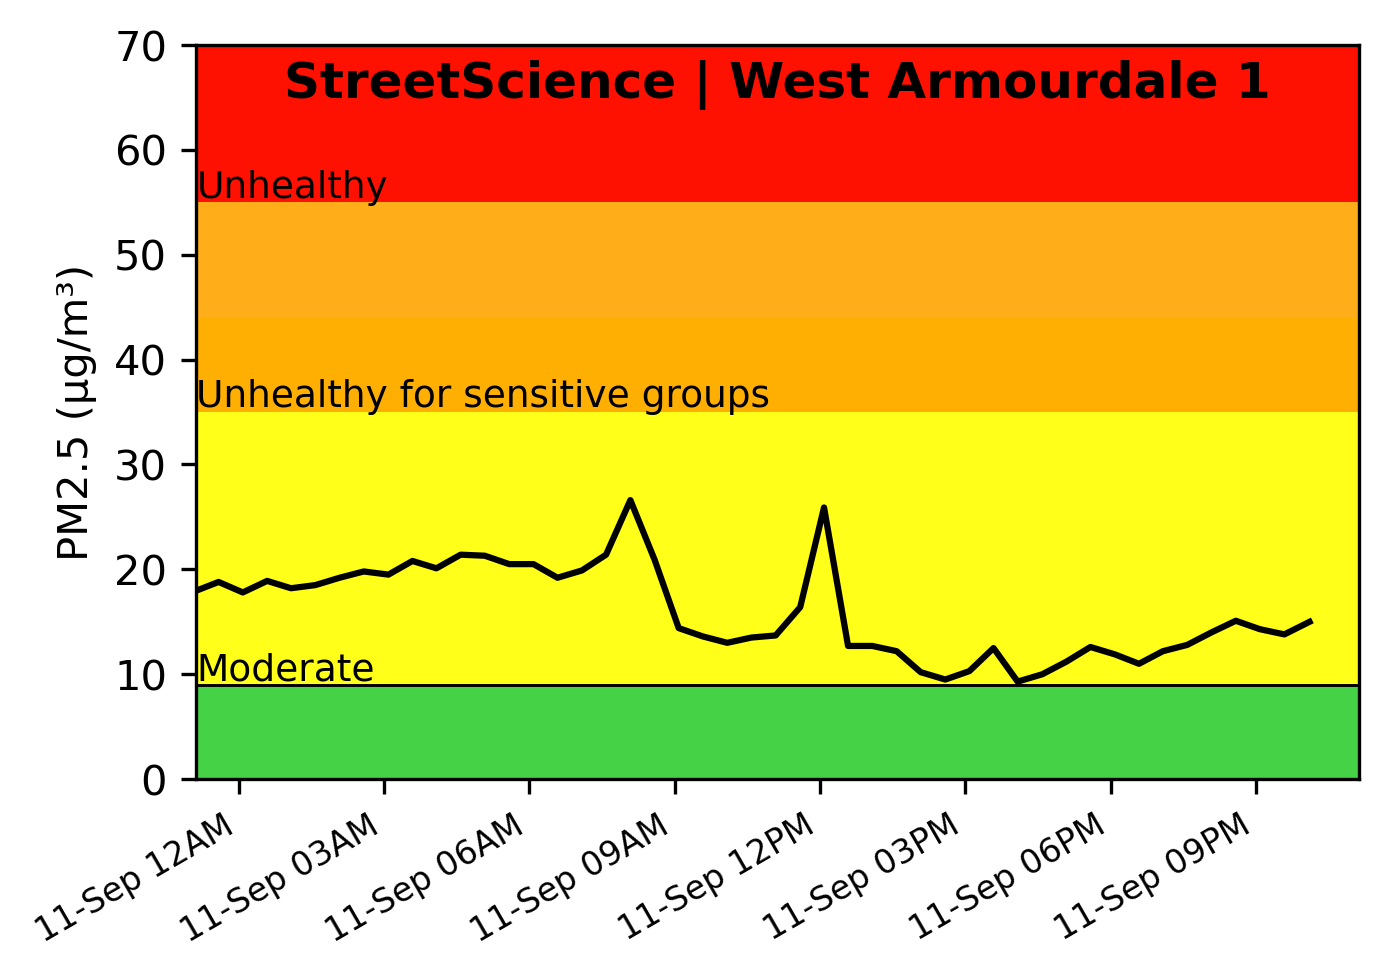 StreetScience | West Armourdale 1
70
60
50
40
30
20
10
0
PM2.5 (µg/m³)
Unhealthy
Unhealthy for sensitive groups
Moderate
11-Sep 12AM
11-Sep 03AM
11-Sep 06AM
11-Sep 09AM
11-Sep 12PM
11-Sep 03PM
11-Sep 06PM
11-Sep 09PM